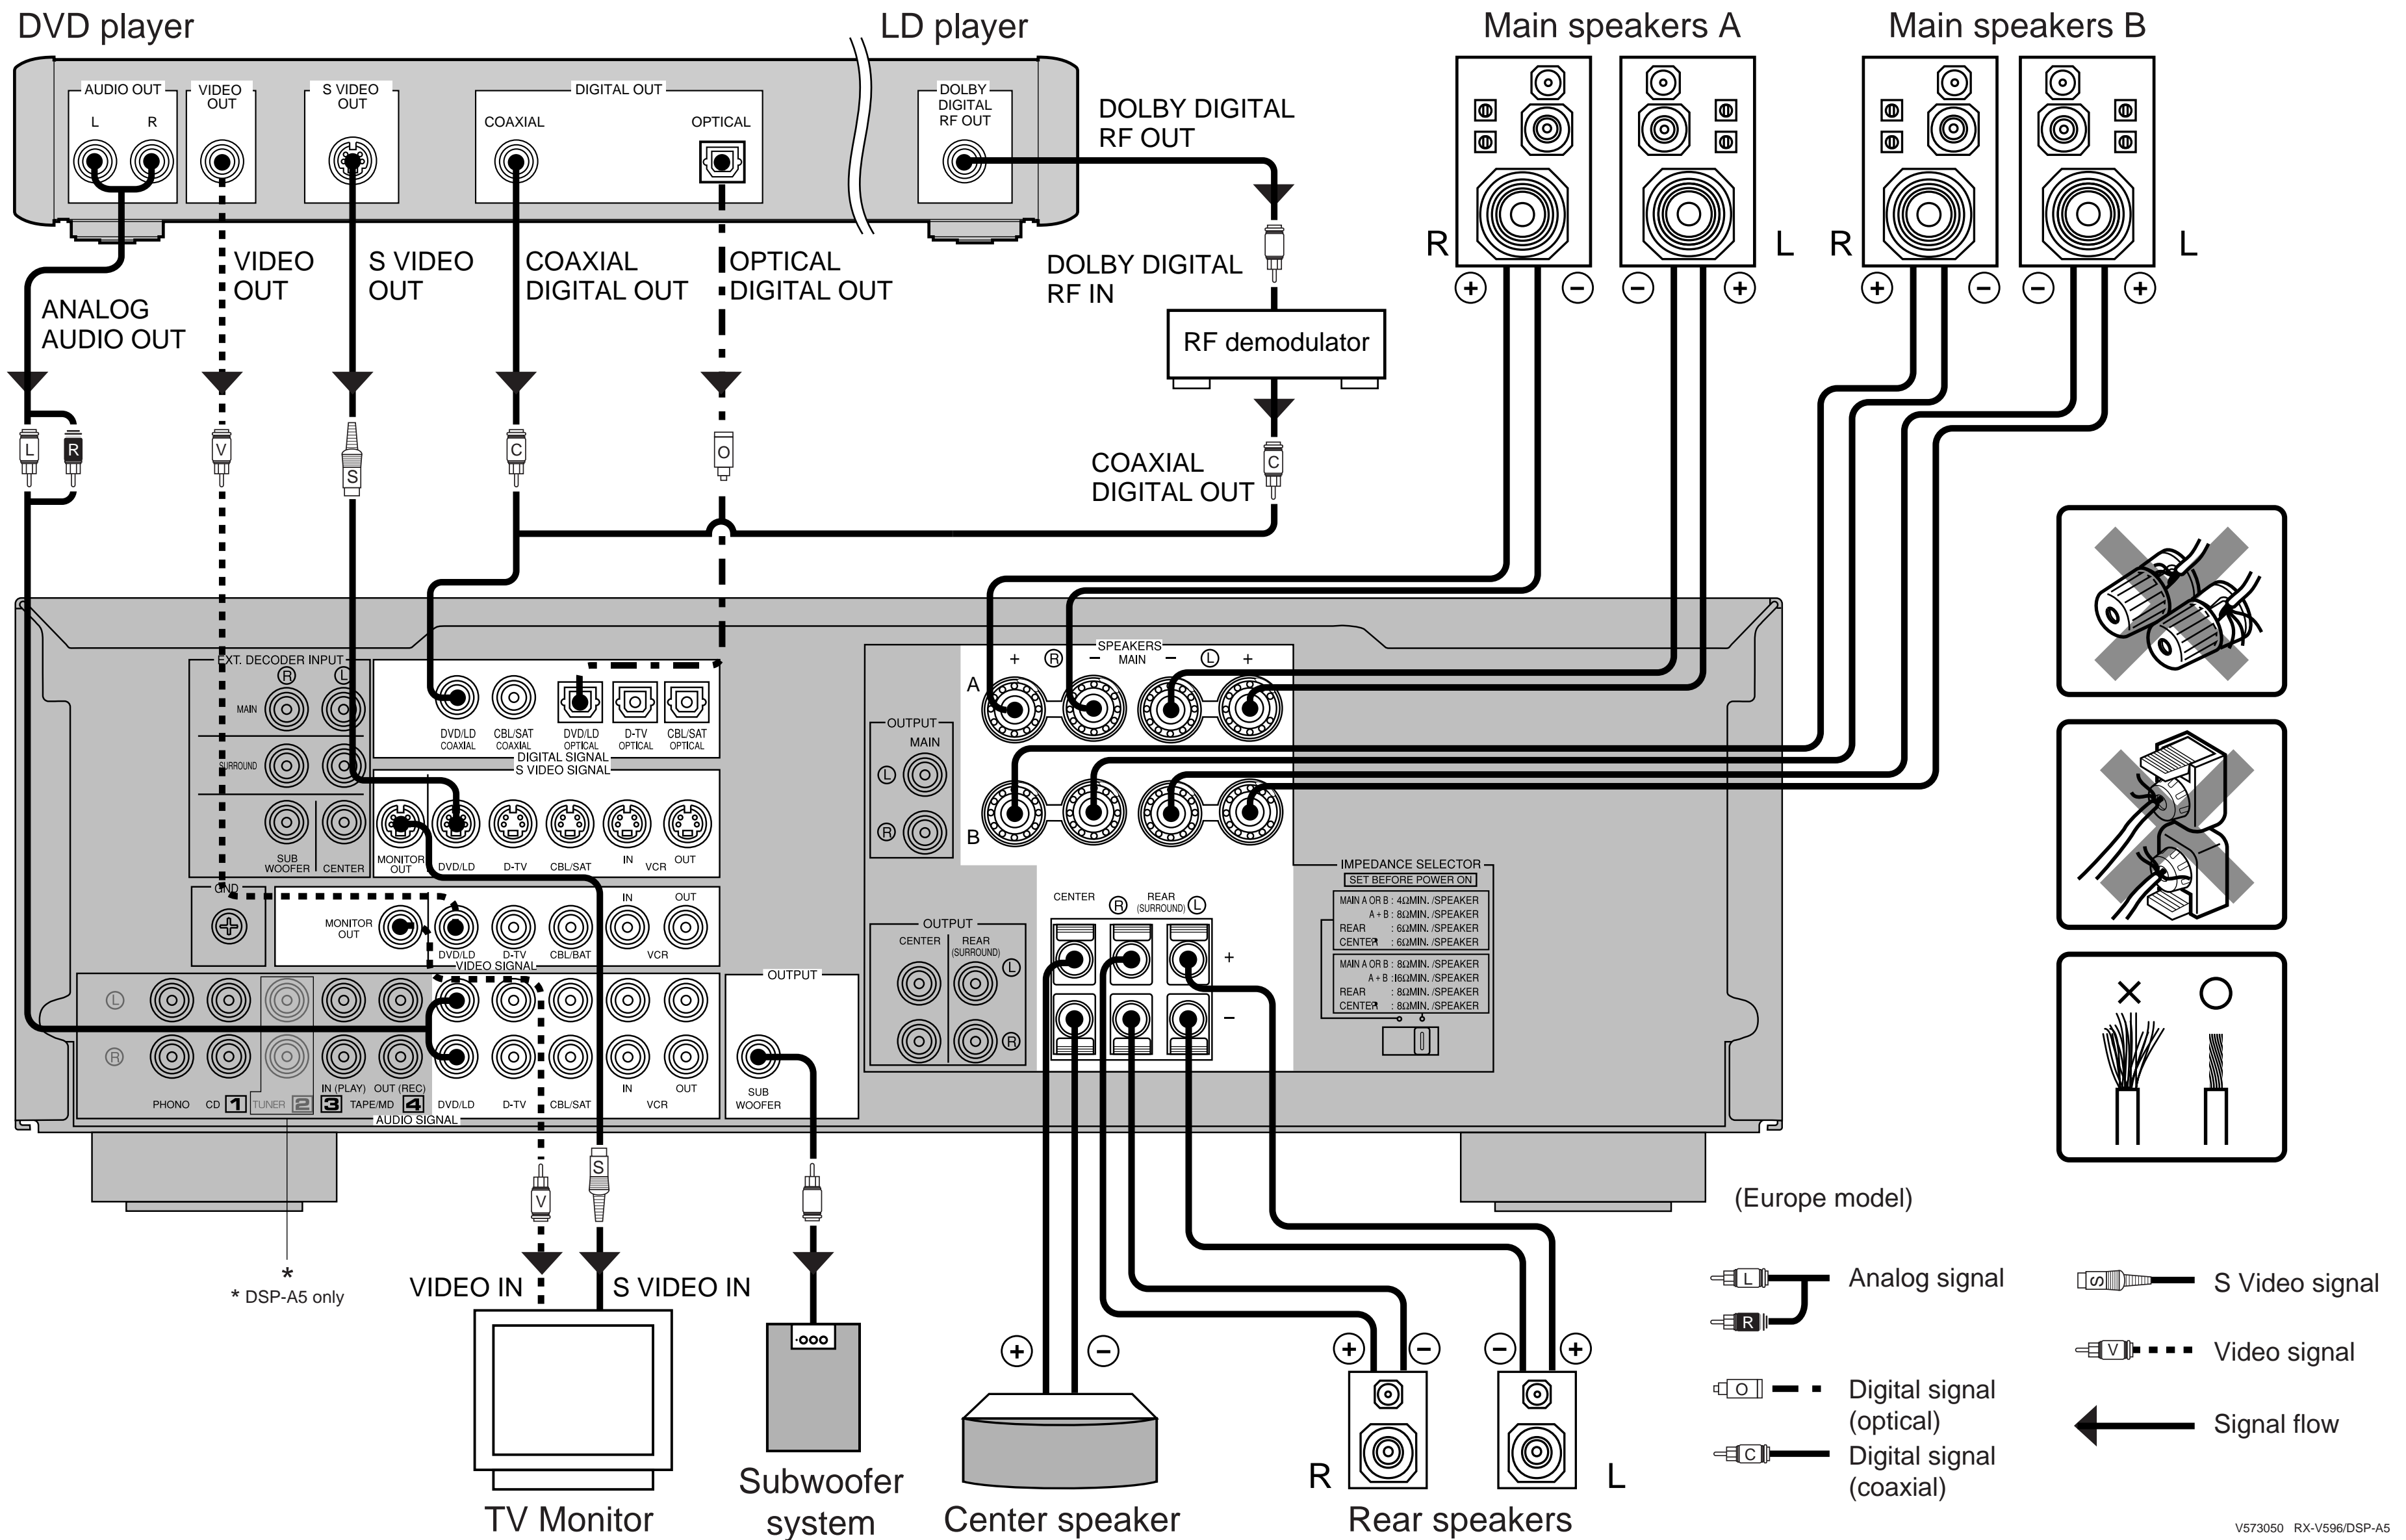 DVD player
LD player
Main speakers A
Main speakers B
AUDIO OUT
L
R
VIDEO
OUT
S VIDEO
OUT
DIGITAL OUT
COAXIAL
OPTICAL
DOLBY
DIGITAL
RF OUT
DOLBY DIGITAL
RF OUT
R
L
R
L
+
−
−
+
+
−
−
+
ANALOG
AUDIO OUT
VIDEO
OUT
S VIDEO
OUT
COAXIAL
DIGITAL OUT
OPTICAL
DIGITAL OUT
DOLBY DIGITAL
RF IN
RF demodulator
L
R
V
S
C
O
C
COAXIAL
DIGITAL OUT
EXT. DECODER INPUT
R
L
MAIN
SURROUND
SUB
WOOFER
CENTER
DVD/LD
COAXIAL
CBL/SAT
COAXIAL
DVD/LD
OPTICAL
D-TV
OPTICAL
CBL/SAT
OPTICAL
DIGITAL SIGNAL
S VIDEO SIGNAL
MONITOR
OUT
DVD/LD
D-TV
CBL/SAT
IN
VCR
OUT
GND
MONITOR
OUT
IN
OUT
DVD/LD
D-TV
CBL/BAT
VCR
VIDEO SIGNAL
L
R
PHONO
CD
1
TUNER
2
IN (PLAY)
3
TAPE/MD
OUT (REC)
4
DVD/LD
D-TV
CBL/SAT
IN
VCR
OUT
AUDIO SIGNAL
OUTPUT
SUB
WOOFER
SPEAKERS
+ R − MAIN − L +
A
B
OUTPUT
MAIN
L
R
OUTPUT
CENTER
REAR
(SURROUND)
L
R
CENTER
R
REAR
(SURROUND)
L
+
−
IMPEDANCE SELECTOR
SET BEFORE POWER ON
MAIN A OR B : 4ΩMIN. /SPEAKER
A + B : 8ΩMIN. /SPEAKER
REAR : 6ΩMIN. /SPEAKER
CENTER : 6ΩMIN. /SPEAKER
MAIN A OR B : 8ΩMIN. /SPEAKER
A + B : 16ΩMIN. /SPEAKER
REAR : 8ΩMIN. /SPEAKER
CENTER : 8ΩMIN. /SPEAKER
*
* DSP-A5 only
V
S
VIDEO IN
S VIDEO IN
TV Monitor
Subwoofer
system
+
−
Center speaker
+
−
−
+
R
L
Rear speakers
(Europe model)
L
R
Analog signal
O
Digital signal
(optical)
C
Digital signal
(coaxial)
S
S Video signal
V
Video signal
Signal flow
V573050 RX-V596/DSP-A5